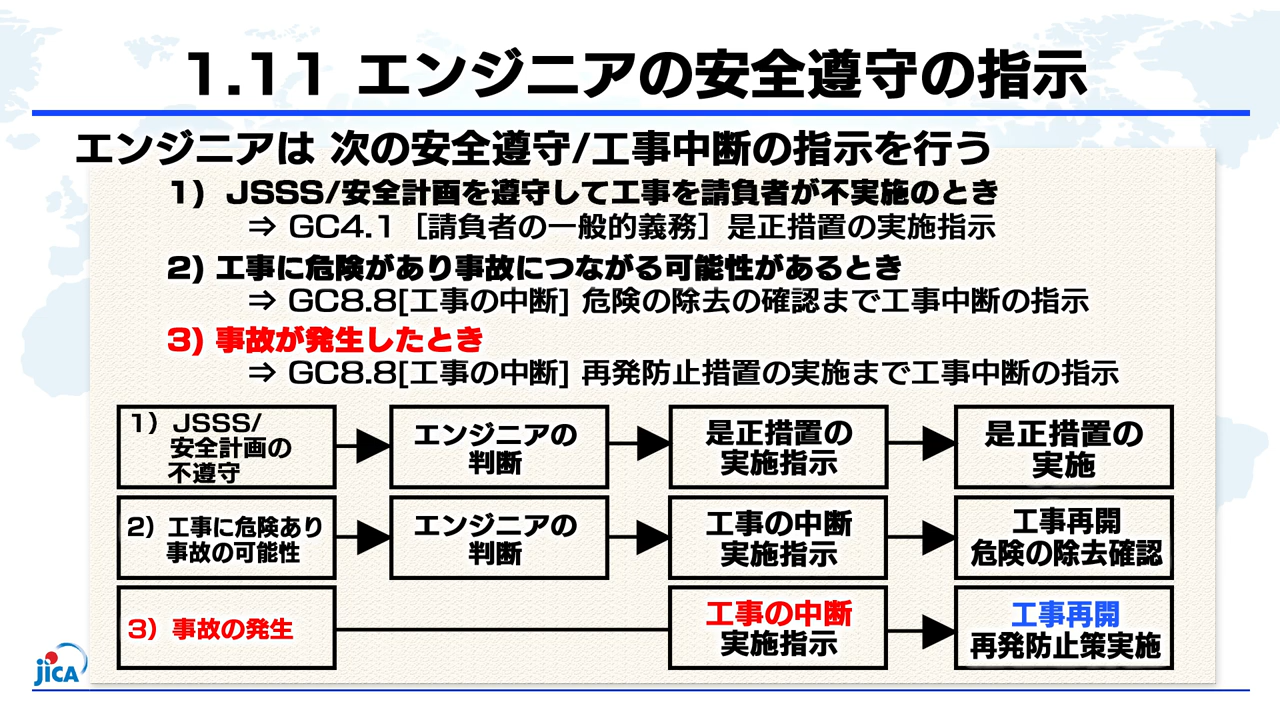 1.11 エンジニアの安全遵守の指示
エンジニアは 次の安全遵守/工事中断の指示を行う
1) JSSS/安全計画を遵守して工事を請負者が不実施のとき
⇒ GC4.1［請負者の一般的義務］是正措置の実施指示
2) 工事に危険があり事故につながる可能性があるとき
⇒ GC8.8[工事の中断] 危険の除去の確認まで工事中断の指示
3) 事故が発生したとき
⇒ GC8.8[工事の中断] 再発防止措置の実施まで工事中断の指示
1）JSSS/
安全計画の
不遵守
エンジニアの
判断
是正措置の
実施指示
是正措置の
実施
2）工事に危険あり
事故の可能性
エンジニアの
判断
工事の中断
実施指示
工事再開
危険の除去確認
3）事故の発生
工事の中断
実施指示
工事再開
再発防止策実施
jICA